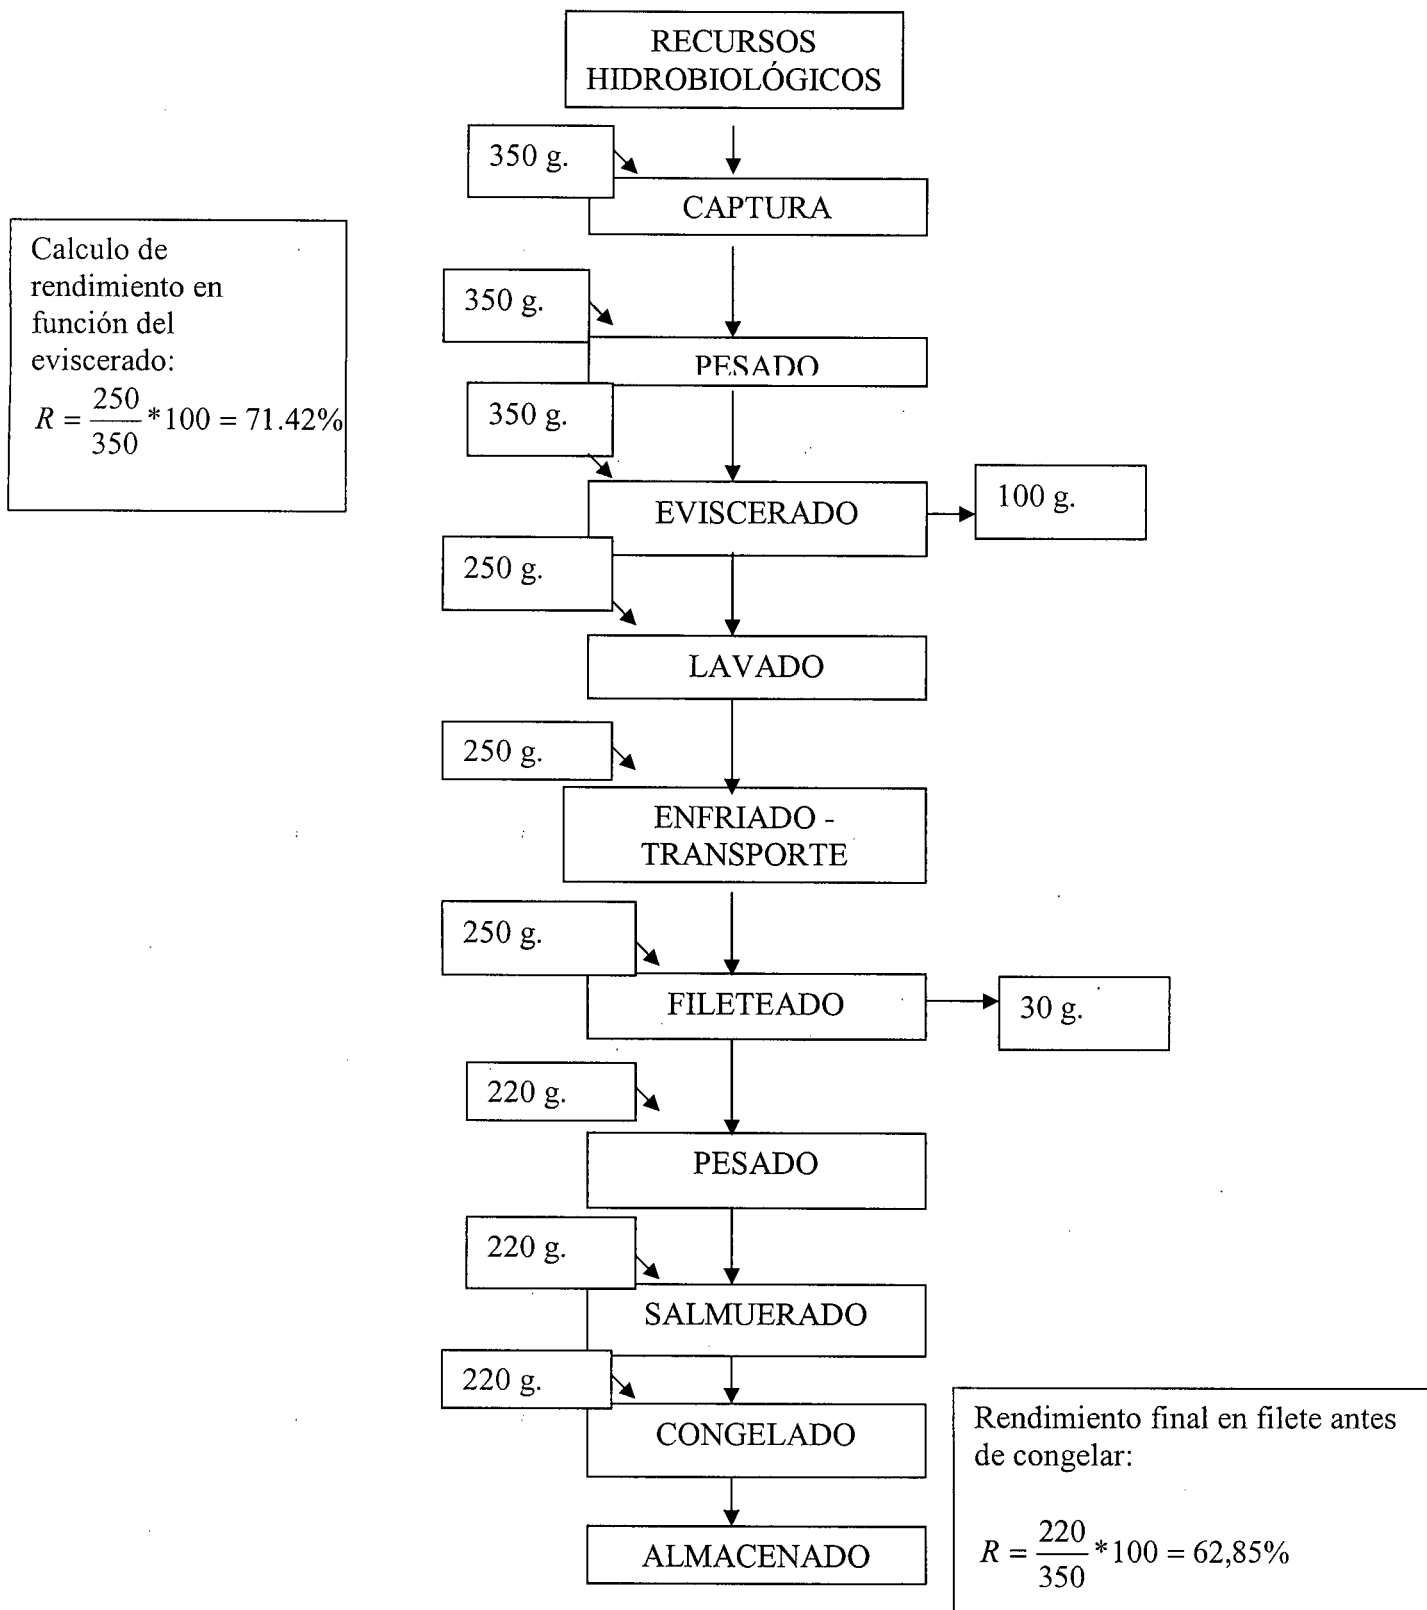 RECURSOS
HIDROBIOLÓGICOS
350 g.
CAPTURA
Calculo de
rendimiento en
función del
eviscerado:
R = 250/350 * 100 = 71.42%
350 g.
PESADO
350 g.
EVISCERADO
100 g.
250 g.
LAVADO
250 g.
ENFRIADO -
TRANSPORTE
250 g.
FILETEADO
30 g.
220 g.
PESADO
220 g.
SALMUERADO
220 g.
CONGELADO
Rendimiento final en filete antes
de congelar:
R = 220/350 * 100 = 62,85%
ALMACENADO